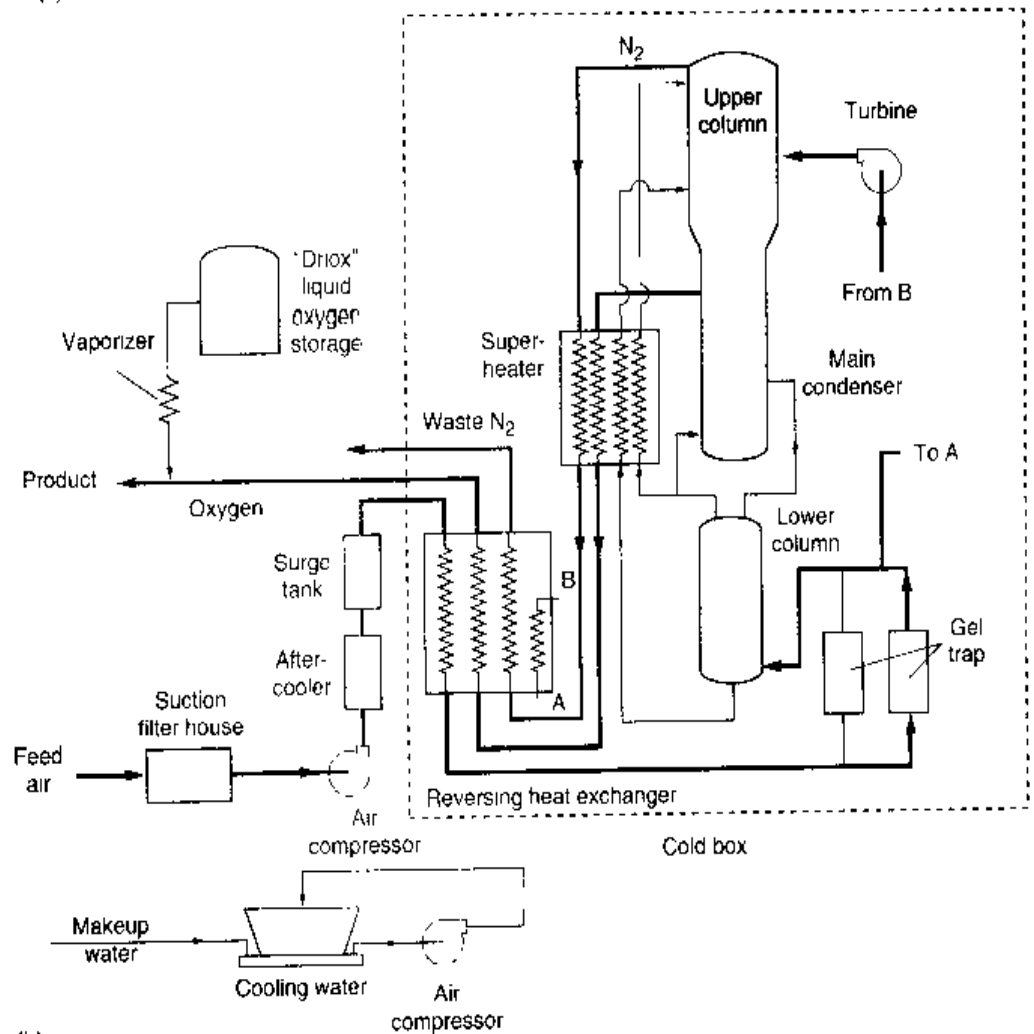 N2
Upper
column
Turbine
From B
"Driox"
liquid
oxygen
storage
Vaporizer
Super-
heater
Main
condenser
Waste N2
To A
Product
Oxygen
Lower
column
Surge
tank
B
Gel
trap
After-
cooler
A
Suction
filter house
Feed
air
Reversing heat exchanger
Air
compressor
Cold box
Makeup
water
Cooling water
Air
compressor